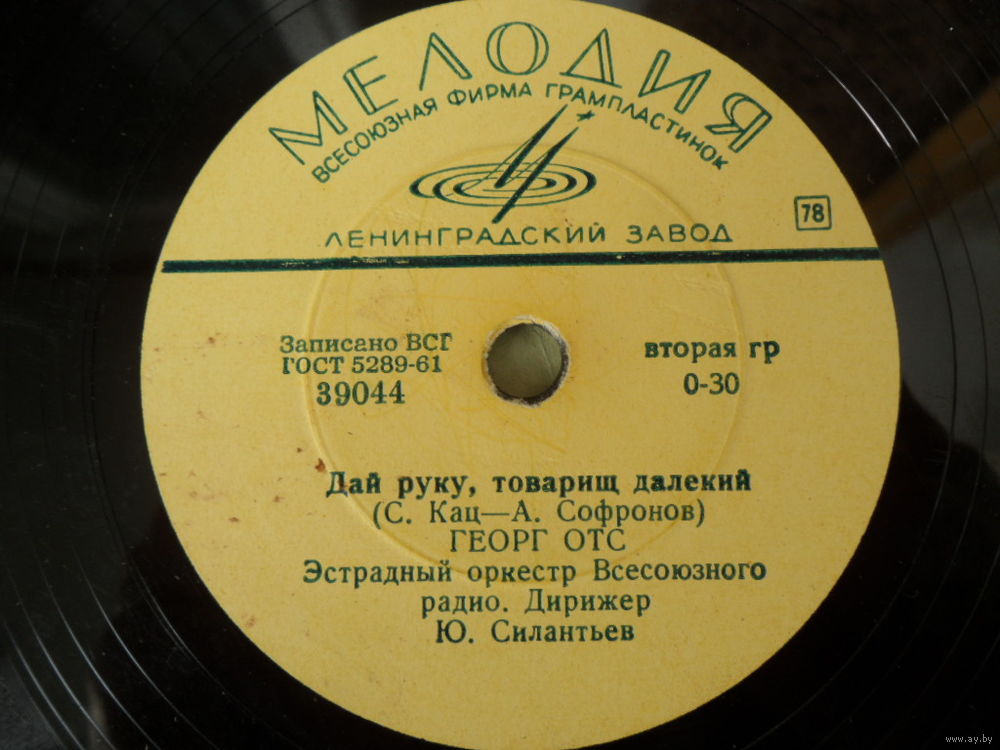 МЕЛОДИЯ
ВСЕСОЮЗНАЯ ФИРМА ГРАМПЛАСТИНОК
78
ЛЕНИНГРАДСКИЙ ЗАВОД
Записано ВСГ
ГОСТ 5289-61
39044
вторая гр
0-30
Дай руку, товарищ далекий
(С. Кац—А. Софронов)
ГЕОРГ ОТС
Эстрадный оркестр Всесоюзного
радио. Дирижер
Ю. Силантьев
www.ay.by